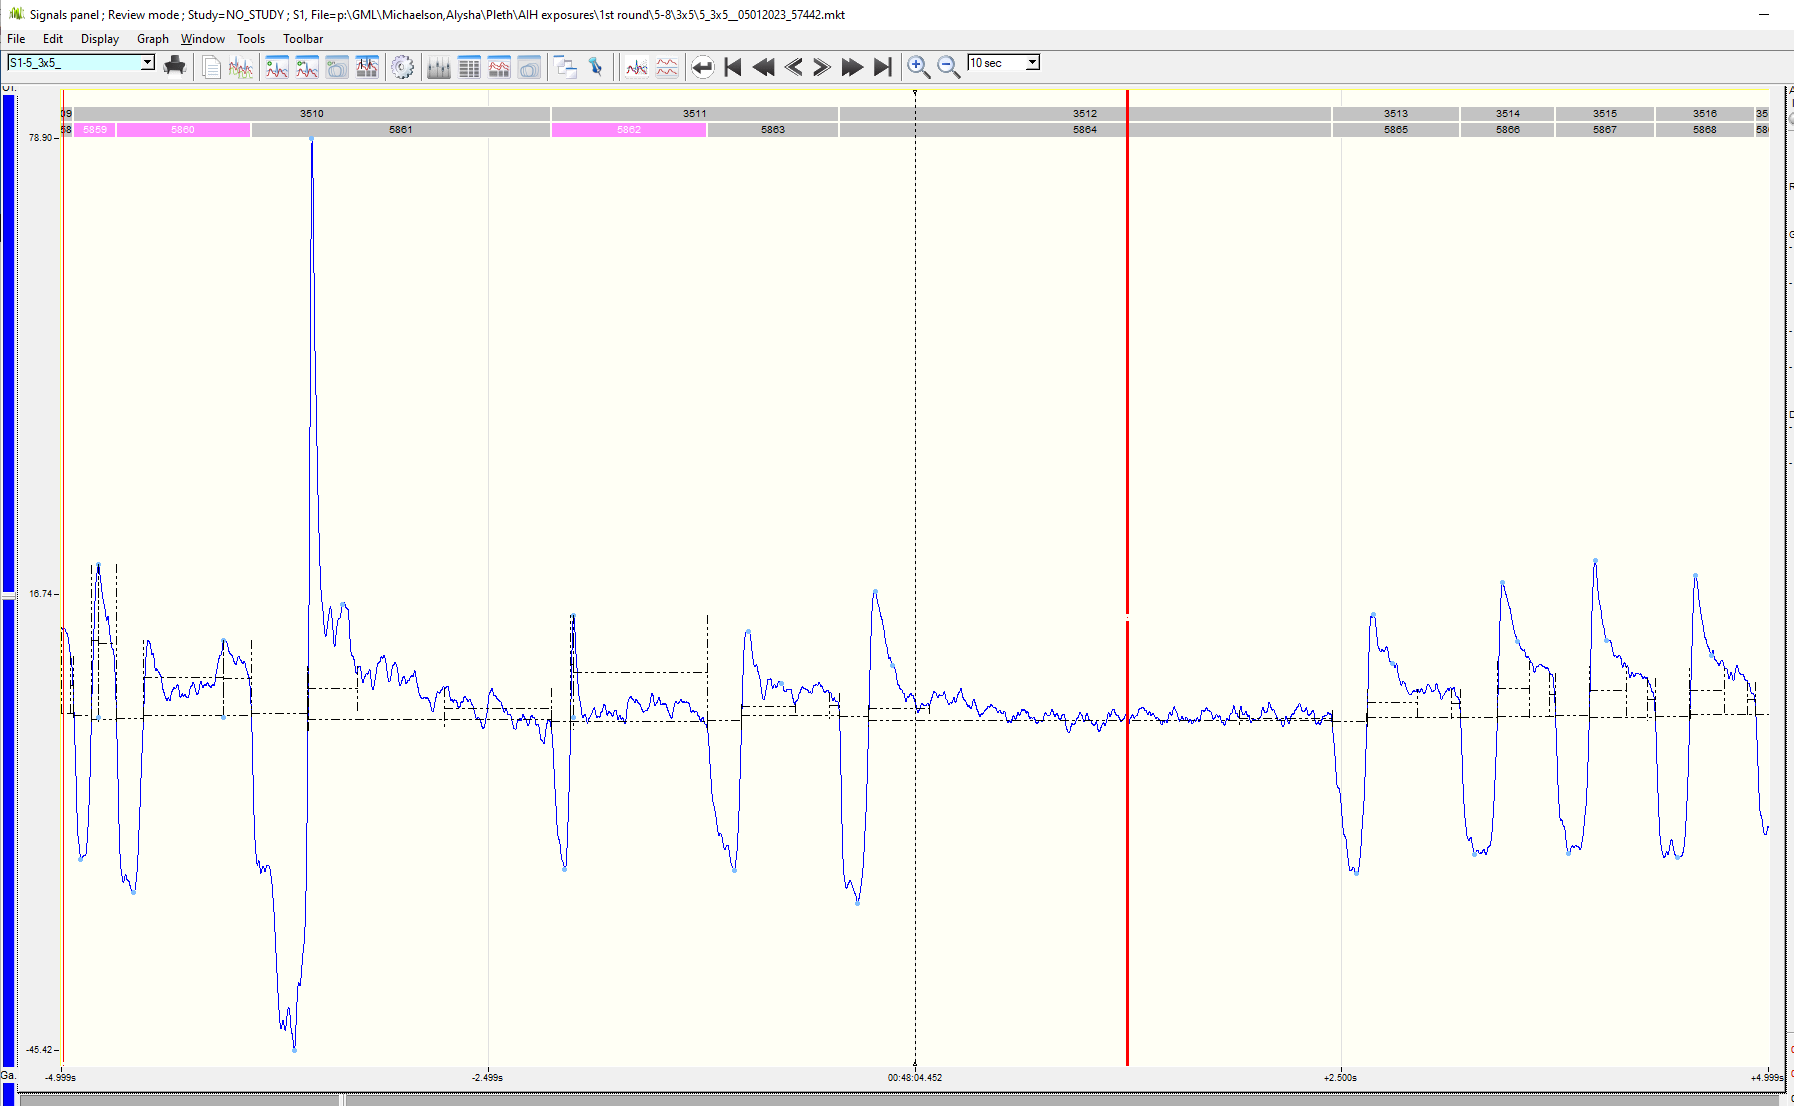 Signals panel ; Review mode ; Study=NO_STUDY ; S1, File=p:\GML\Michaelson,Alysha\Pleth\AIH exposures\1st round\5-8\3x5\5_3x5__05012023_57442.mkt
File Edit Display Graph Window Tools Toolbar
S1-5_3x5_ 10 sec
09 3510 3511 3512 3513 3514 3515 3516 35
58 5859 5860 5861 5862 5863 5864 5865 5866 5867 5868 58
78.90
16.74
-45.42
Ga.
-4.999s -2.499s 00:48:04.452 +2.500s +4.999s